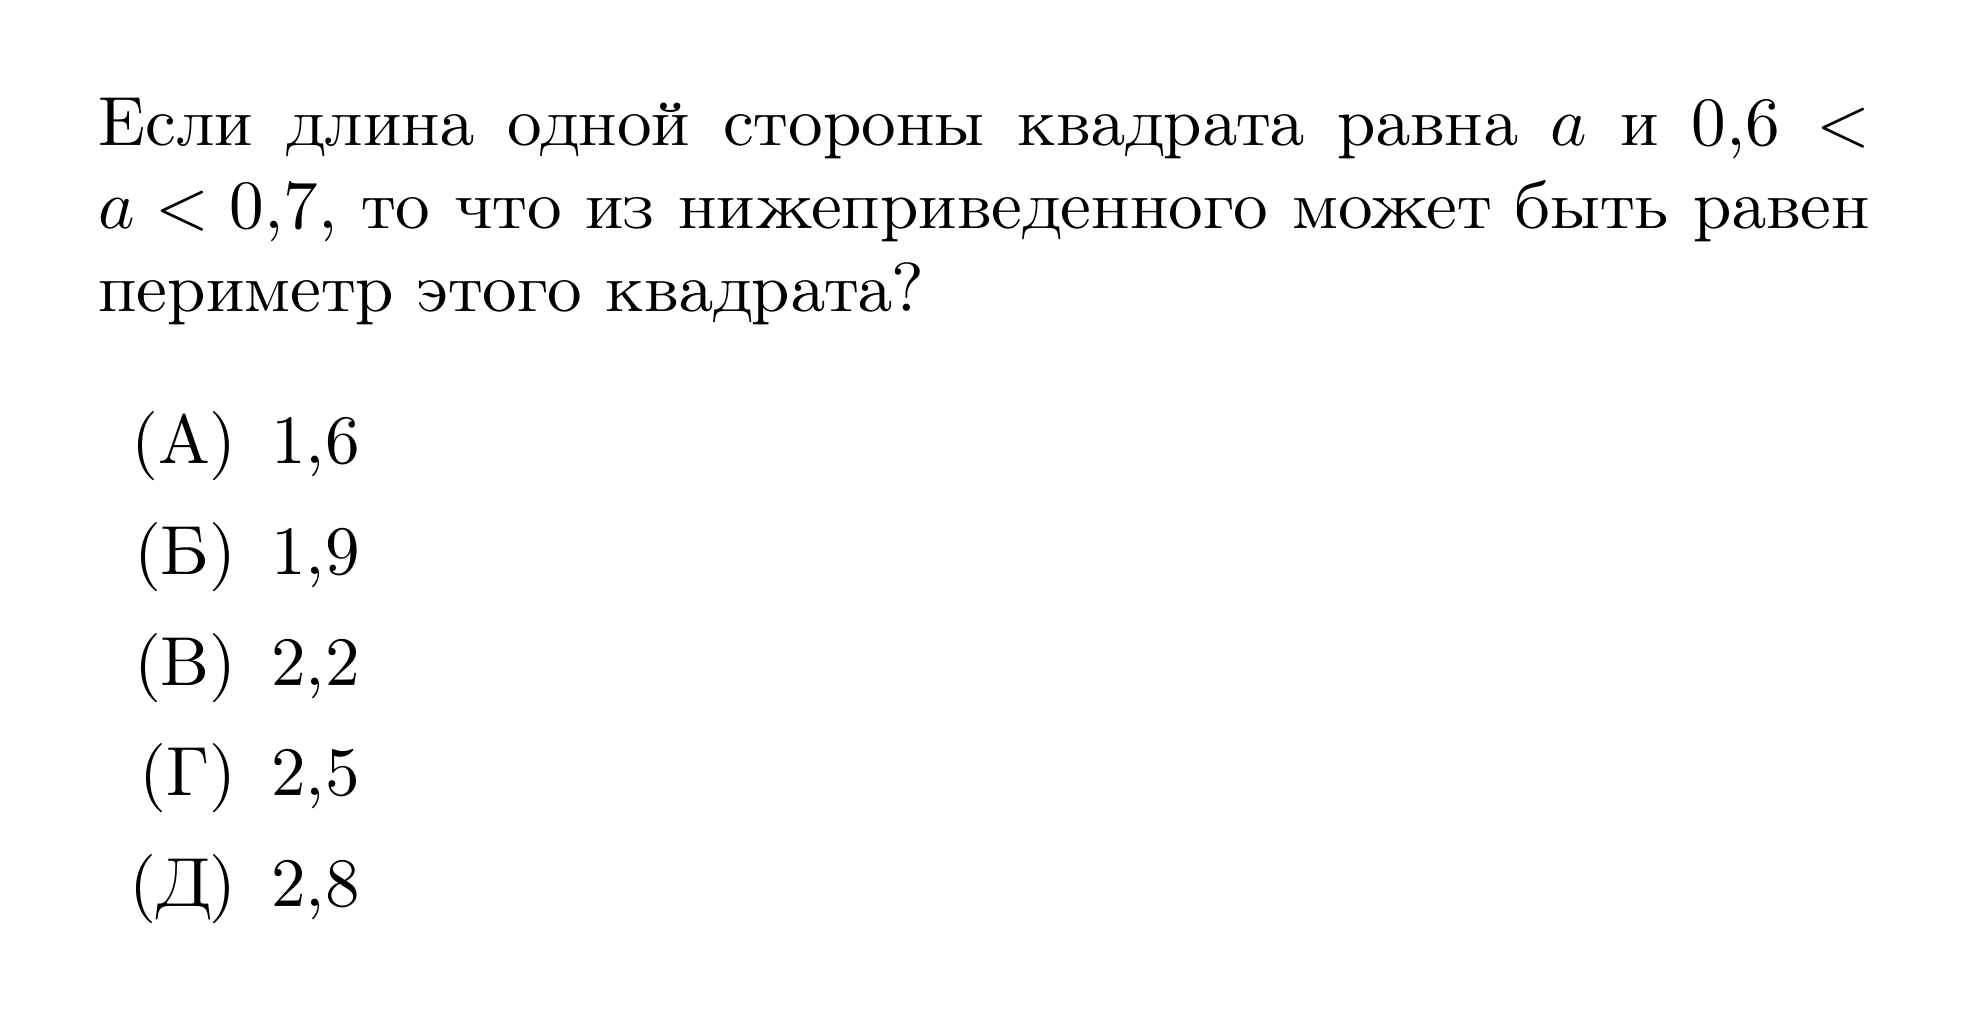 Если длина одной стороны квадрата равна a и 0,6 <
a < 0,7, то что из нижеприведенного может быть равен
периметр этого квадрата?
(А) 1,6
(Б) 1,9
(В) 2,2
(Г) 2,5
(Д) 2,8